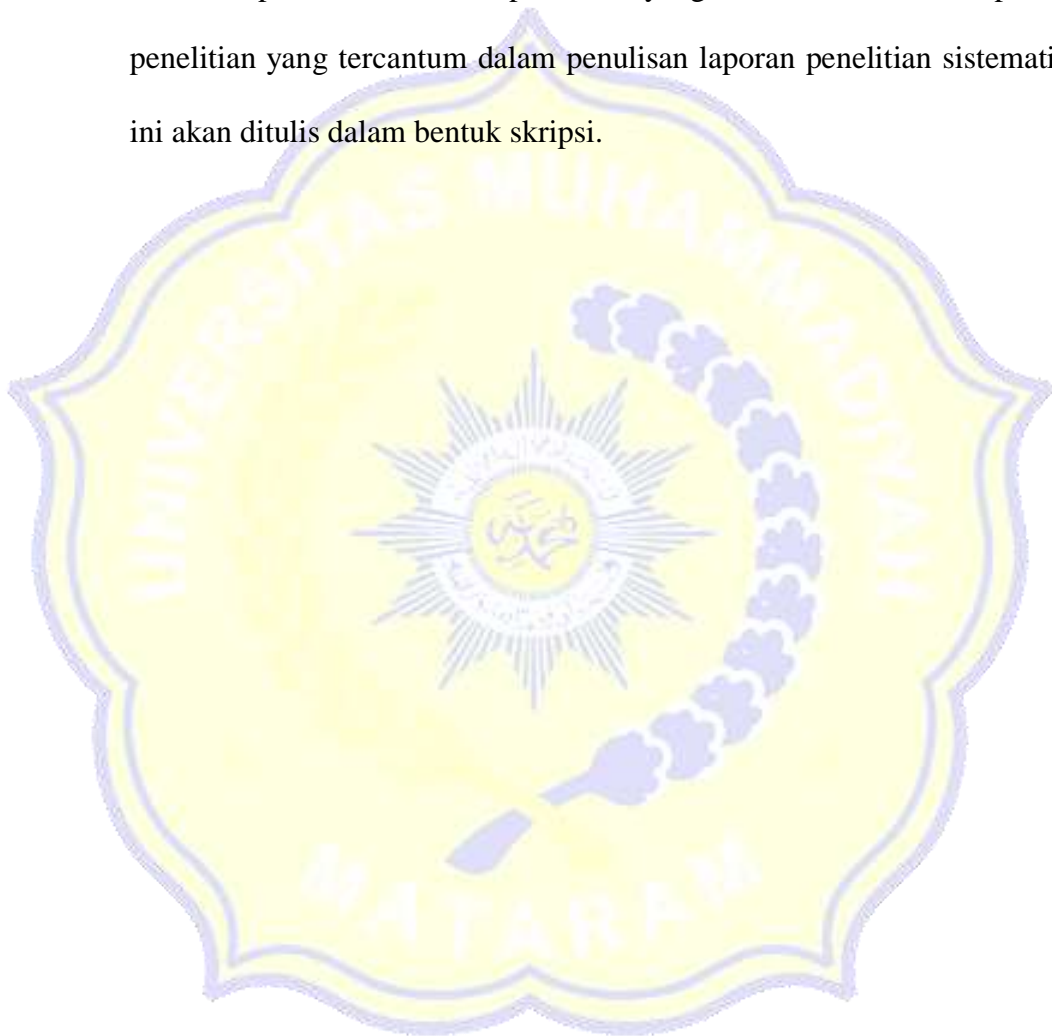 penelitian yang tercantum dalam penulisan laporan penelitian sistemati
ini akan ditulis dalam bentuk skripsi.
UNIVERSITAS MUHAMMADIYAH
MATARAM